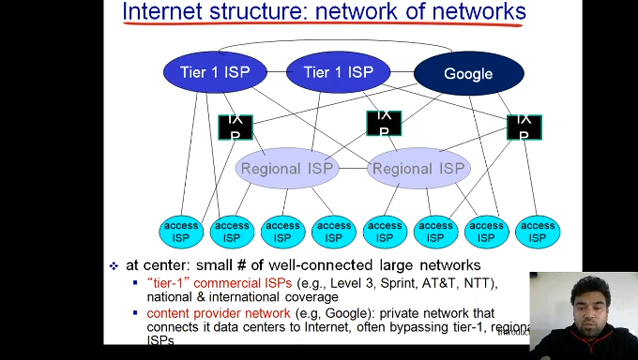 Internet structure: network of networks
Tier 1 ISP
Tier 1 ISP
Google
IX
P
IX
P
IX
P
Regional ISP
Regional ISP
access
ISP
access
ISP
access
ISP
access
ISP
access
ISP
access
ISP
access
ISP
access
ISP
❖ at center: small # of well-connected large networks
▪ “tier-1” commercial ISPs (e.g., Level 3, Sprint, AT&T, NTT),
national & international coverage
▪ content provider network (e.g, Google): private network that
connects it data centers to Internet, often bypassing tier-1, regional
ISPs